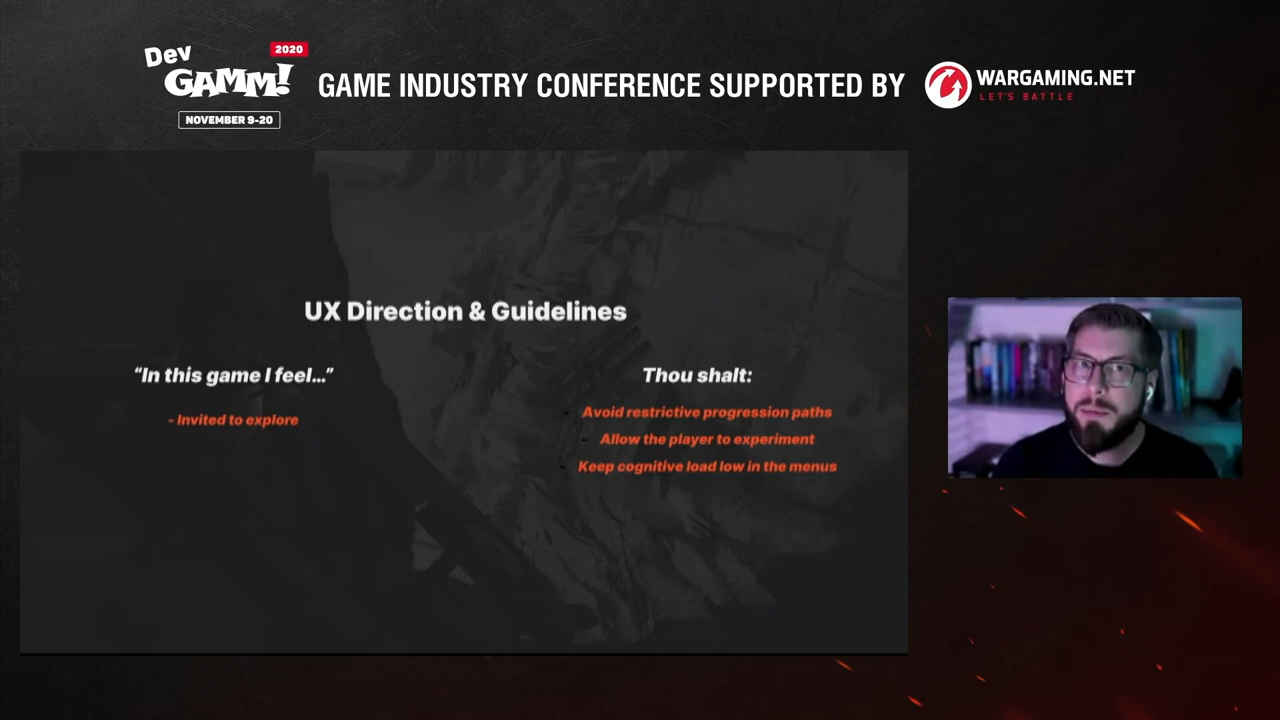 Dev
GAMM!
2020
NOVEMBER 9-20
GAME INDUSTRY CONFERENCE SUPPORTED BY
WARGAMING.NET
LET'S BATTLE
UX Direction & Guidelines
“In this game I feel...”
- Invited to explore
Thou shalt:
- Avoid restrictive progression paths
- Allow the player to experiment
- Keep cognitive load low in the menus